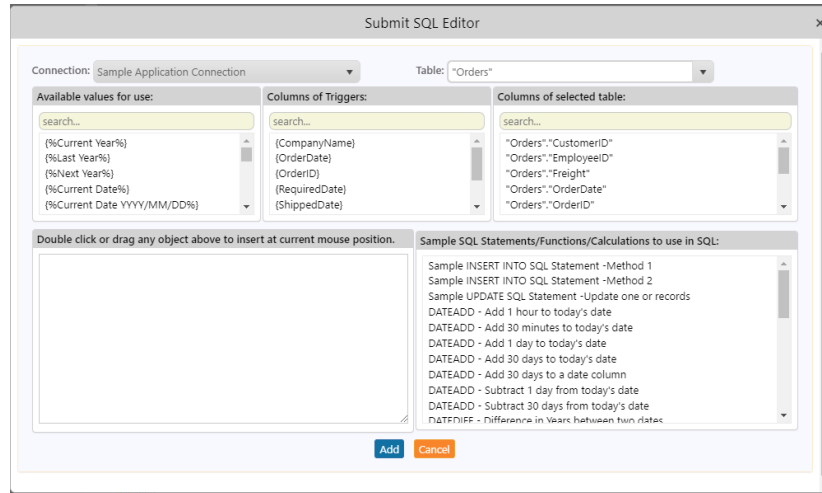 Submit SQL Editor
×
Connection: Sample Application Connection
Table: "Orders"
Available values for use:
search...
{%Current Year%}
{%Last Year%}
{%Next Year%}
{%Current Date%}
{%Current Date YYYY/MM/DD%}
Columns of Triggers:
search...
{CompanyName}
{OrderDate}
{OrderID}
{RequiredDate}
{ShippedDate}
Columns of selected table:
search...
"Orders"."CustomerID"
"Orders"."EmployeeID"
"Orders"."Freight"
"Orders"."OrderDate"
"Orders"."OrderID"
Double click or drag any object above to insert at current mouse position.
Sample SQL Statements/Functions/Calculations to use in SQL:
Sample INSERT INTO SQL Statement -Method 1
Sample INSERT INTO SQL Statement -Method 2
Sample UPDATE SQL Statement -Update one or records
DATEADD - Add 1 hour to today's date
DATEADD - Add 30 minutes to today's date
DATEADD - Add 1 day to today's date
DATEADD - Add 30 days to today's date
DATEADD - Add 30 days to a date column
DATEADD - Subtract 1 day from today's date
DATEADD - Subtract 30 days from today's date
DATEDIFF - Difference in Years between two dates
Add
Cancel